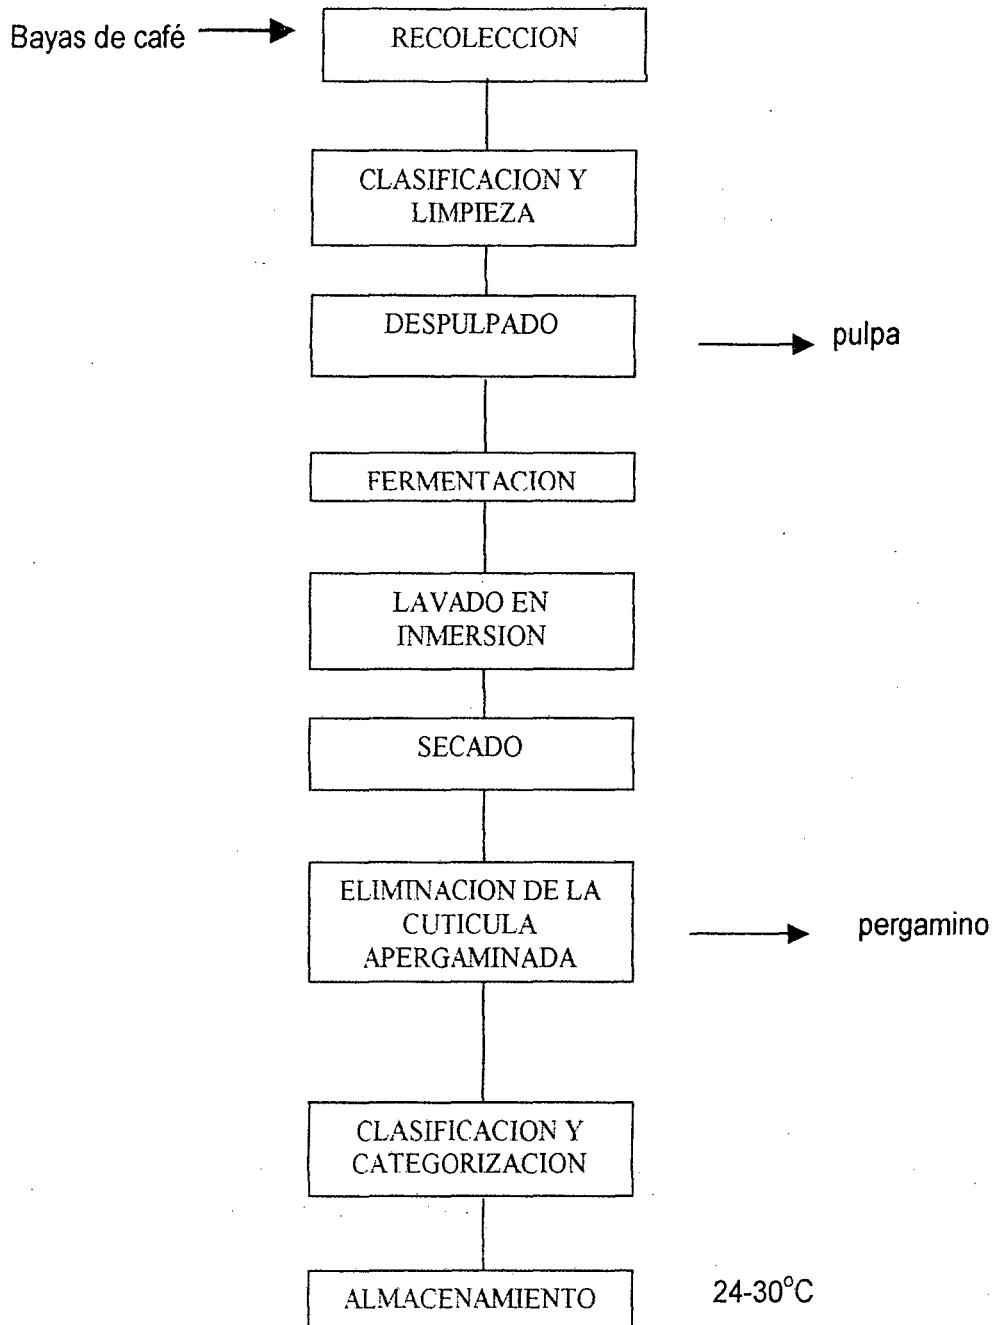 Bayas de café
RECOLECCION
CLASIFICACION Y
LIMPIEZA
DESPULPADO
pulpa
FERMENTACION
LAVADO EN
INMERSION
SECADO
ELIMINACION DE LA
CUTICULA
APERGAMINADA
pergamino
CLASIFICACION Y
CATEGORIZACION
ALMACENAMIENTO
24-30°C